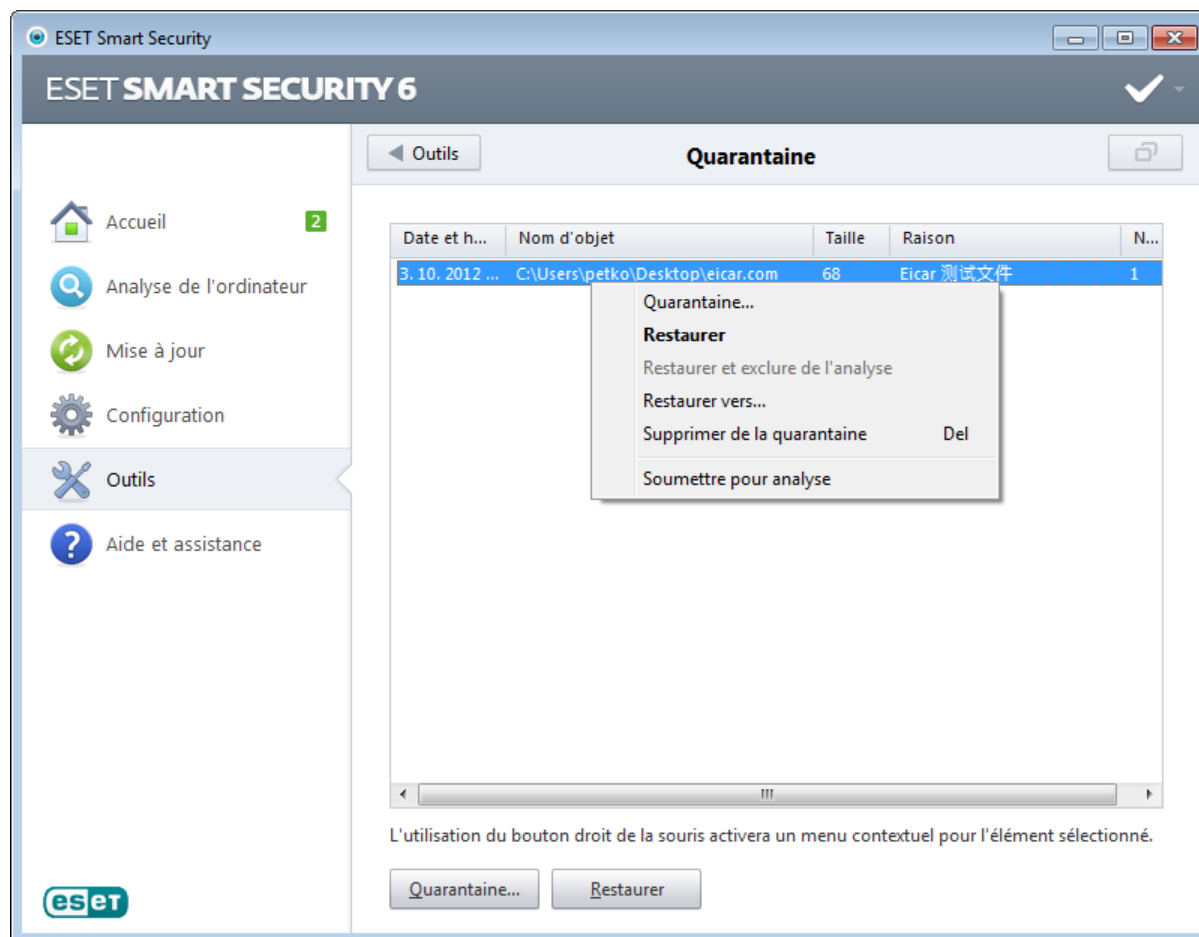 ESET Smart Security
ESET SMART SECURITY 6
Outils
Quarantaine
Accueil 2
Analyse de l'ordinateur
Mise à jour
Configuration
Outils
Aide et assistance
Date et h... Nom d'objet Taille Raison N...
3. 10. 2012 ... C:\Users\petko\Desktop\eicar.com 68 Eicar 测试文件 1
Quarantaine...
Restaurer
Restaurer et exclure de l'analyse
Restaurer vers...
Supprimer de la quarantaine Del
Soumettre pour analyse
L'utilisation du bouton droit de la souris activera un menu contextuel pour l'élément sélectionné.
Quarantaine... Restaurer
eseT